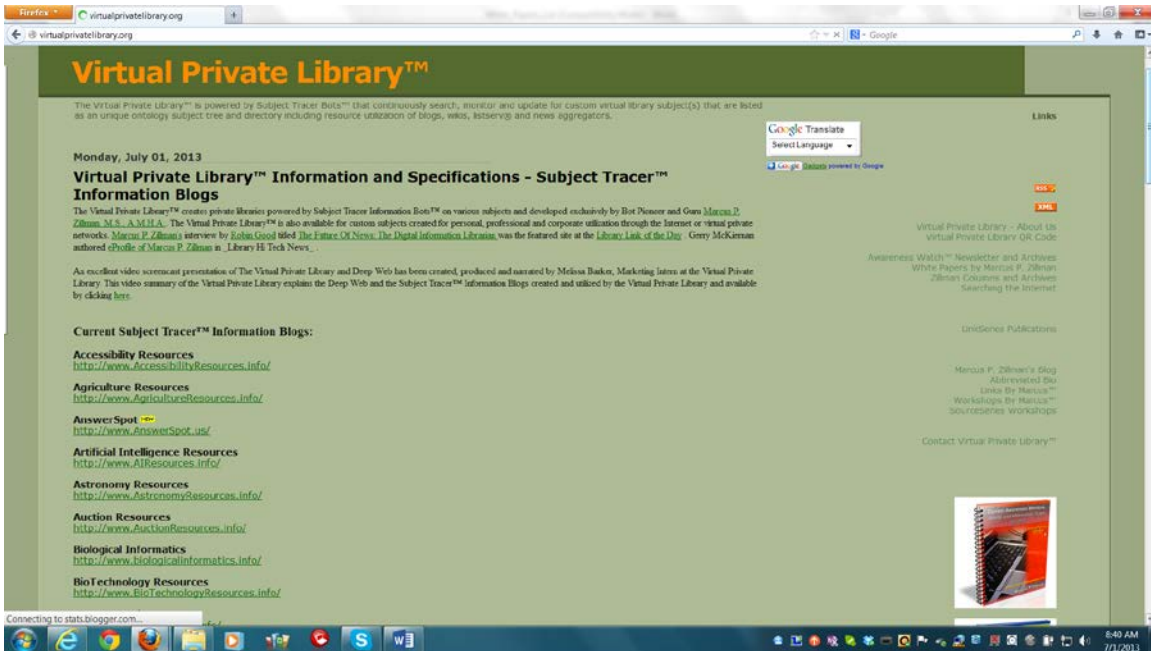 Firefox
virtualprivatelibrary.org
virtualprivatelibrary.org
Google
Virtual Private Library™
The Virtual Private Library™ is powered by Subject Tracer Bots™ that continuously search, monitor and update for custom virtual library subject(s) that are listed
as an unique ontology subject tree and directory including resource utilization of blogs, wikis, listserv® and news aggregators.
Monday, July 01, 2013
Virtual Private Library™ Information and Specifications - Subject Tracer™
Information Blogs
The Virtual Private Library™ creates private libraries powered by Subject Tracer Information Bots™ on various subjects and developed exclusively by Bot Pioneer and Guru Marcus P.
Zillman, M.S., A.M.H.A. The Virtual Private Library™ is also available for custom subjects created for personal, professional and corporate utilization through the Internet or virtual private
networks. Marcus P. Zillman's interview by Robin Good titled The Future Of News: The Digital Information Librarian was the featured site at the Library Link of the Day . Gerry McKiernan
authored eProfile of Marcus P. Zillman in _Library Hi Tech News_ .
An excellent video screencast presentation of The Virtual Private Library and Deep Web has been created, produced and narrated by Melissa Barker, Marketing Intern at the Virtual Private
Library. This video summary of the Virtual Private Library explains the Deep Web and the Subject Tracer™ Information Blogs created and utilized by the Virtual Private Library and available
by clicking here.
Current Subject Tracer™ Information Blogs:
Accessibility Resources
http://www.AccessibilityResources.info/
Agriculture Resources
http://www.AgricultureResources.info/
AnswerSpot
http://www.AnswerSpot.us/
Artificial Intelligence Resources
http://www.AIResources.info/
Astronomy Resources
http://www.AstronomyResources.info/
Auction Resources
http://www.AuctionResources.info/
Biological Informatics
http://www.biologicalinformatics.info/
BioTechnology Resources
http://www.BioTechnologyResources.info/
Google Translate
Select Language
Google Gadgets powered by Google
Links
RSS
XML
Virtual Private Library - About Us
Virtual Private Library QR Code
Awareness Watch™ Newsletter and Archives
White Papers by Marcus P. Zillman
Zillman Columns and Archives
Searching the Internet
LinkSeries Publications
Marcus P. Zillman's Blog
Abbreviated Bio
Links By Marcus™
Workshops By Marcus™
SourceSeries Workshops
Contact Virtual Private Library™
Connecting to stats.blogger.com...
8:40 AM
7/1/2013